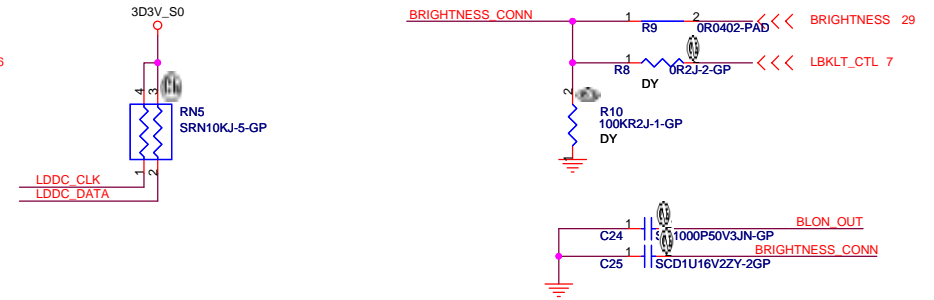 3D3V_S0
6
4
3
RN5
SRN10KJ-5-GP
1
2
LDDC_CLK
LDDC_DATA
BRIGHTNESS_CONN
1
2
R9
0R0402-PAD
BRIGHTNESS 29
1
R8
0R2J-2-GP
LBKLT_CTL 7
DY
2
R10
100KR2J-1-GP
DY
1
BLON_OUT
1
C24
1000P50V3JN-GP
BRIGHTNESS_CONN
1
C25
SCD1U16V2ZY-2GP